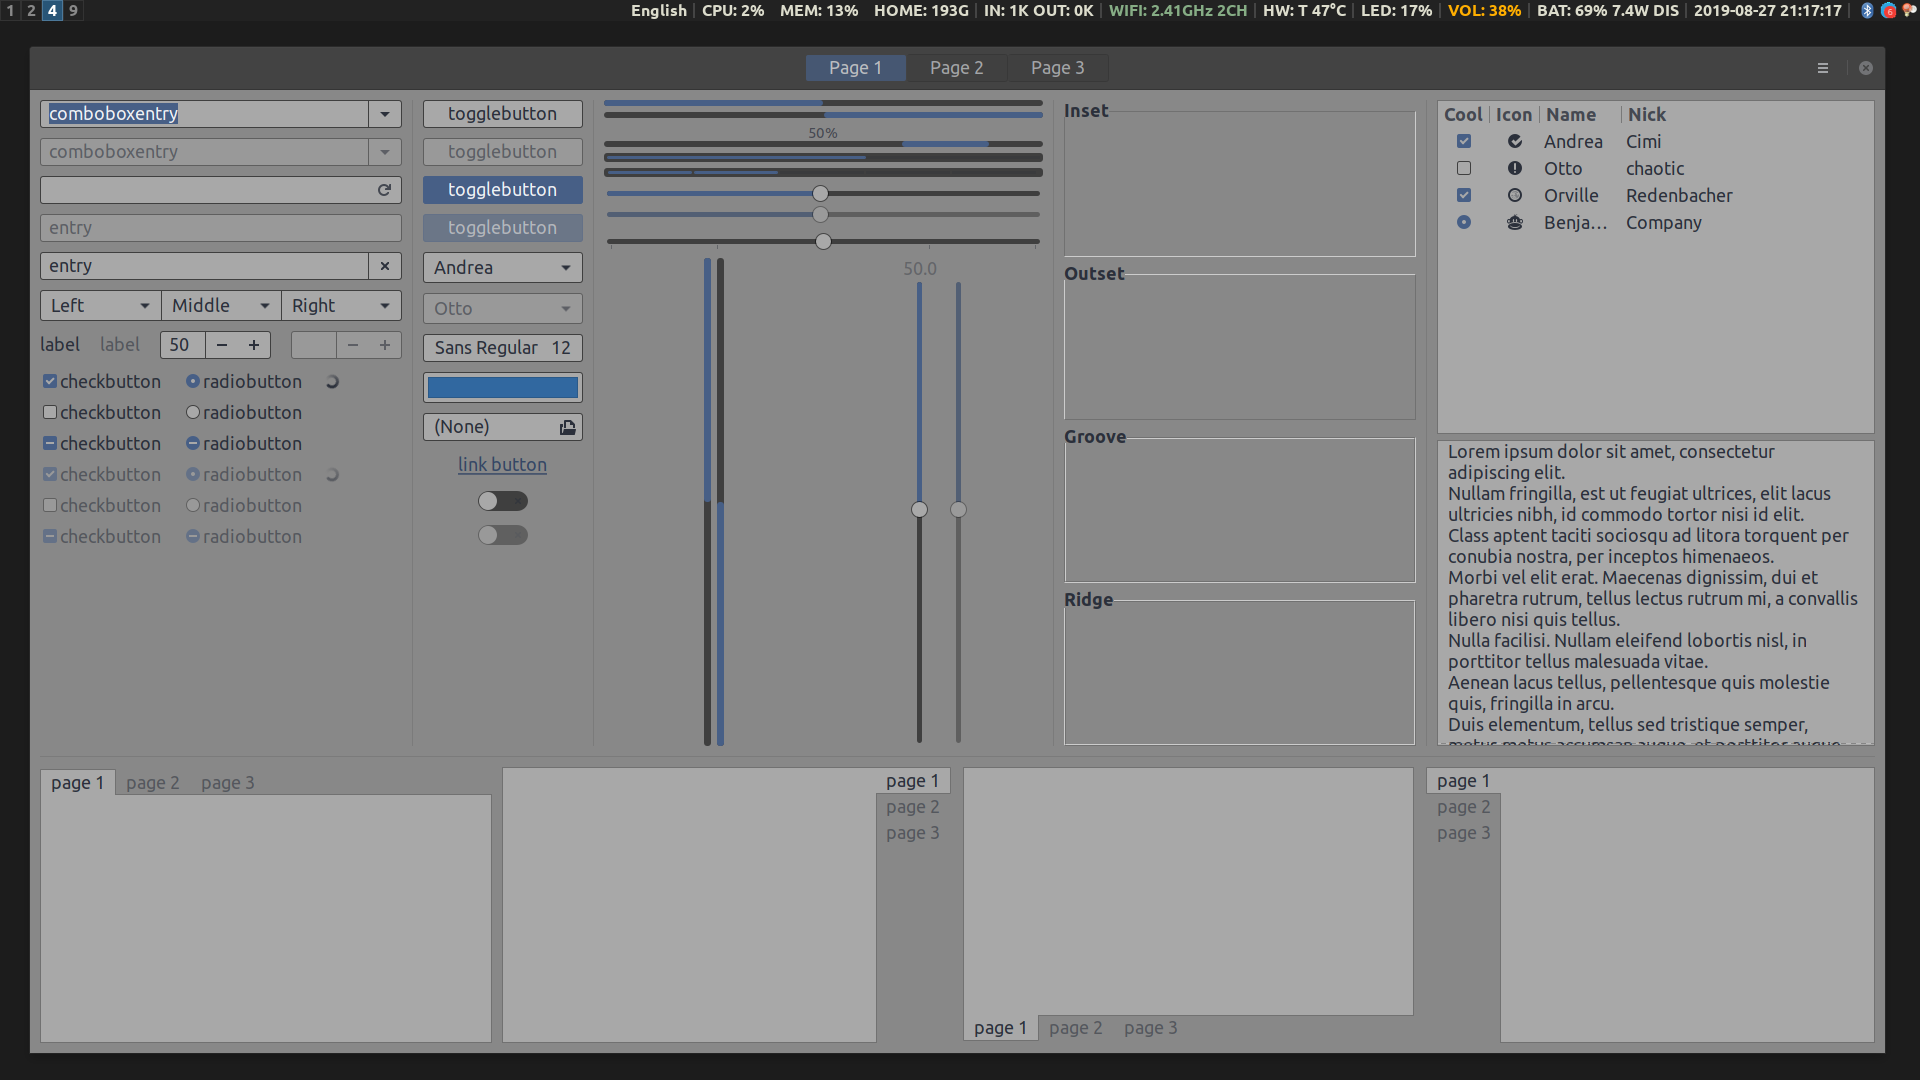 1 2 4 9
English CPU: 2% MEM: 13% HOME: 193G IN: 1K OUT: 0K WIFI: 2.41GHz 2CH HW: T 47°C LED: 17% VOL: 38% BAT: 69% 7.4W DIS 2019-08-27 21:17:17
Page 1 Page 2 Page 3
comboboxentry
comboboxentry
entry
entry
Left Middle Right
label label 50 − +  − +
checkbutton radiobutton
checkbutton radiobutton
checkbutton radiobutton
checkbutton radiobutton
checkbutton radiobutton
checkbutton radiobutton
togglebutton
togglebutton
togglebutton
togglebutton
Andrea
Otto
Sans Regular 12
(None)
link button
50%
50.0
Inset
Outset
Groove
Ridge
Cool Icon Name Nick
Andrea Cimi
Otto chaotic
Orville Redenbacher
Benja… Company
Lorem ipsum dolor sit amet, consectetur
adipiscing elit.
Nullam fringilla, est ut feugiat ultrices, elit lacus
ultricies nibh, id commodo tortor nisi id elit.
Class aptent taciti sociosqu ad litora torquent per
conubia nostra, per inceptos himenaeos.
Morbi vel elit erat. Maecenas dignissim, dui et
pharetra rutrum, tellus lectus rutrum mi, a convallis
libero nisi quis tellus.
Nulla facilisi. Nullam eleifend lobortis nisl, in
porttitor tellus malesuada vitae.
Aenean lacus tellus, pellentesque quis molestie
quis, fringilla in arcu.
Duis elementum, tellus sed tristique semper,
page 1 page 2 page 3
page 1
page 2
page 3
page 1 page 2 page 3
page 1
page 2
page 3